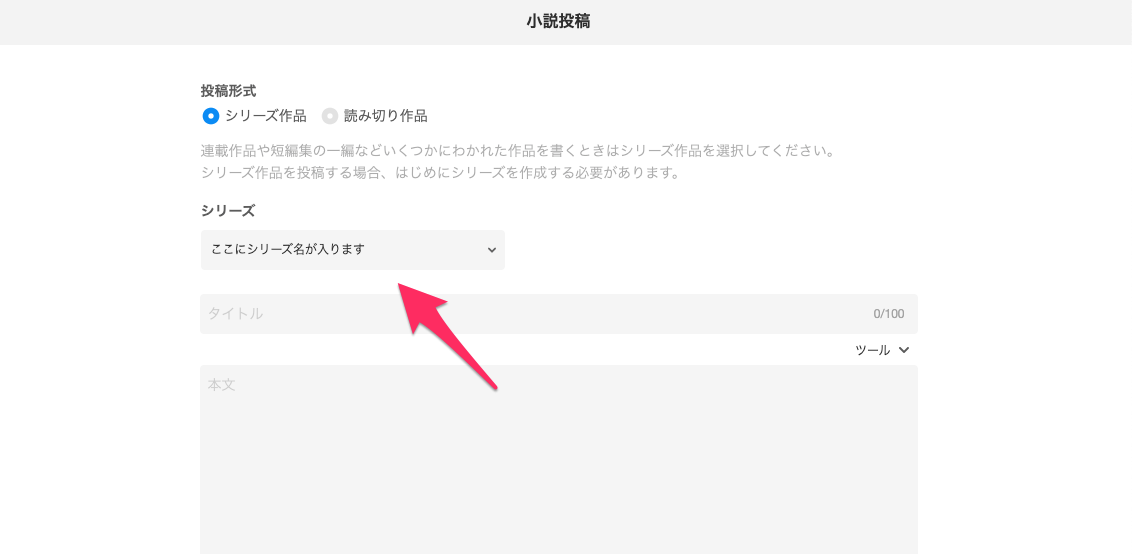 小説投稿
投稿形式
シリーズ作品 読み切り作品
連載作品や短編集の一編などいくつかにわかれた作品を書くときはシリーズ作品を選択してください。
シリーズ作品を投稿する場合、はじめにシリーズを作成する必要があります。
シリーズ
ここにシリーズ名が入ります
タイトル 0/100
ツール
本文